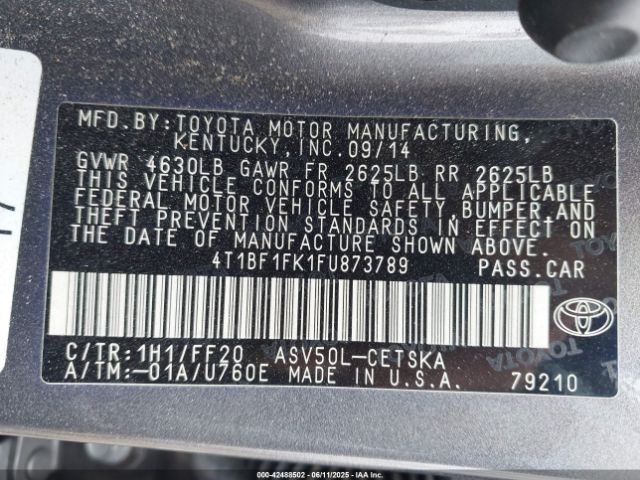 MFD.BY:TOYOTA MOTOR MANUFACTURING,
KENTUCKY,INC.09/14
GVWR 4630LB GAWR FR 2625LB RR 2625LB
THIS VEHICLE CONFORMS TO ALL APPLICABLE
FEDERAL MOTOR VEHICLE SAFETY,BUMPER,AND
THEFT PREVENTION STANDARDS IN EFFECT ON
THE DATE OF MANUFACTURE SHOWN ABOVE.
4T1BF1FK1FU873789 PASS.CAR
C/TR:1H1/FF20 ASV50L-CETSKA
A/TM:-01A/U760E MADE IN U.S.A. 79210
000-42488502 - 06/11/2025 - IAAI.COM